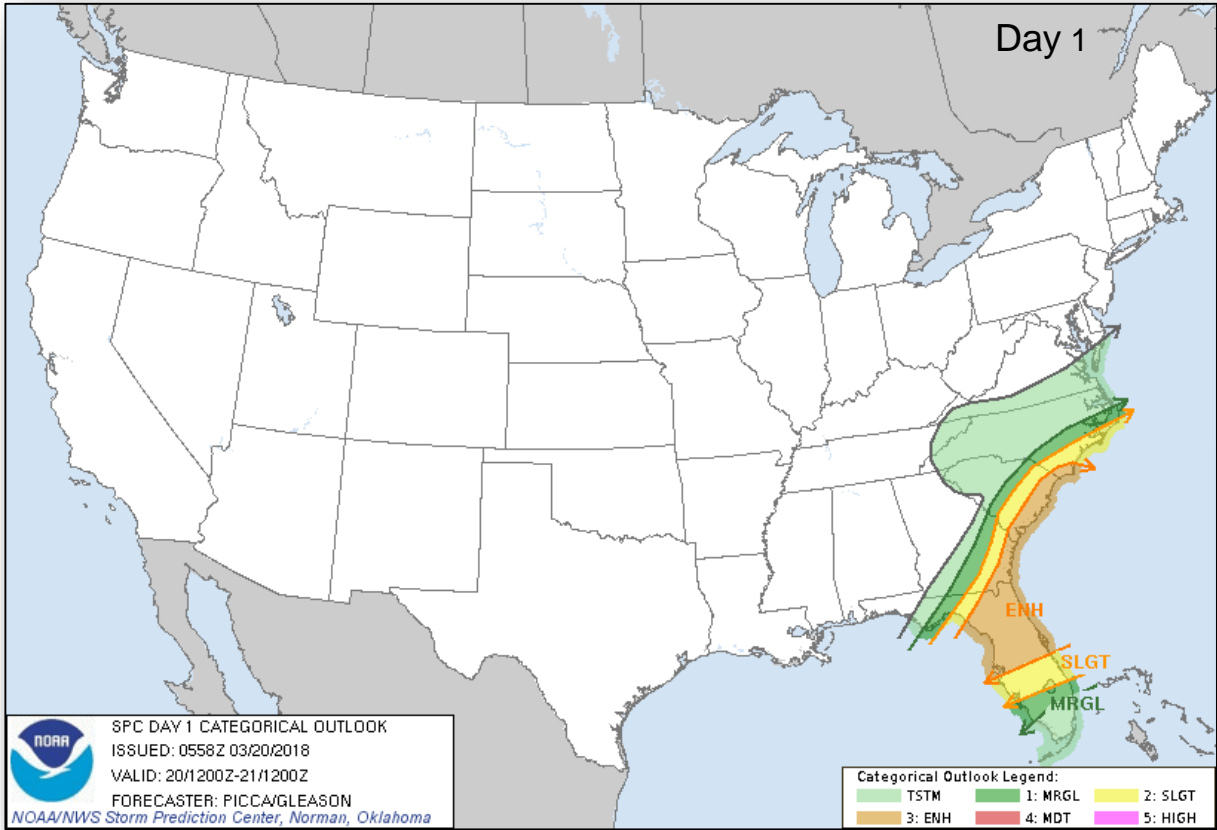 Day 1
ENH
SLGT
MRGL
NOAA
SPC DAY 1 CATEGORICAL OUTLOOK
ISSUED: 0558Z 03/20/2018
VALID: 20/1200Z-21/1200Z
FORECASTER: PICCA/GLEASON
NOAA/NWS Storm Prediction Center, Norman, Oklahoma
Categorical Outlook Legend:
TSTM 1: MRGL 2: SLGT
3: ENH 4: MDT 5: HIGH